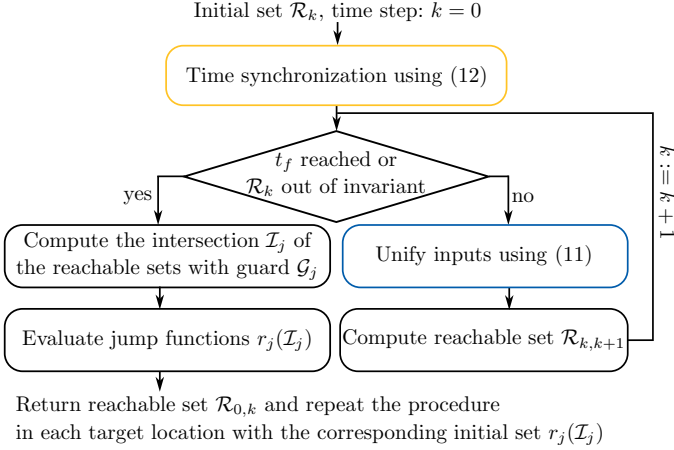 Initial set $\mathcal{R}_k$, time step: $k = 0$
Time synchronization using (12)
$t_f$ reached or
$\mathcal{R}_k$ out of invariant
yes
no
Compute the intersection $\mathcal{I}_j$ of
the reachable sets with guard $\mathcal{G}_j$
Unify inputs using (11)
$k := k + 1$
Evaluate jump functions $r_j(\mathcal{I}_j)$
Compute reachable set $\mathcal{R}_{k,k+1}$
Return reachable set $\mathcal{R}_{0,k}$ and repeat the procedure
in each target location with the corresponding initial set $r_j(\mathcal{I}_j)$